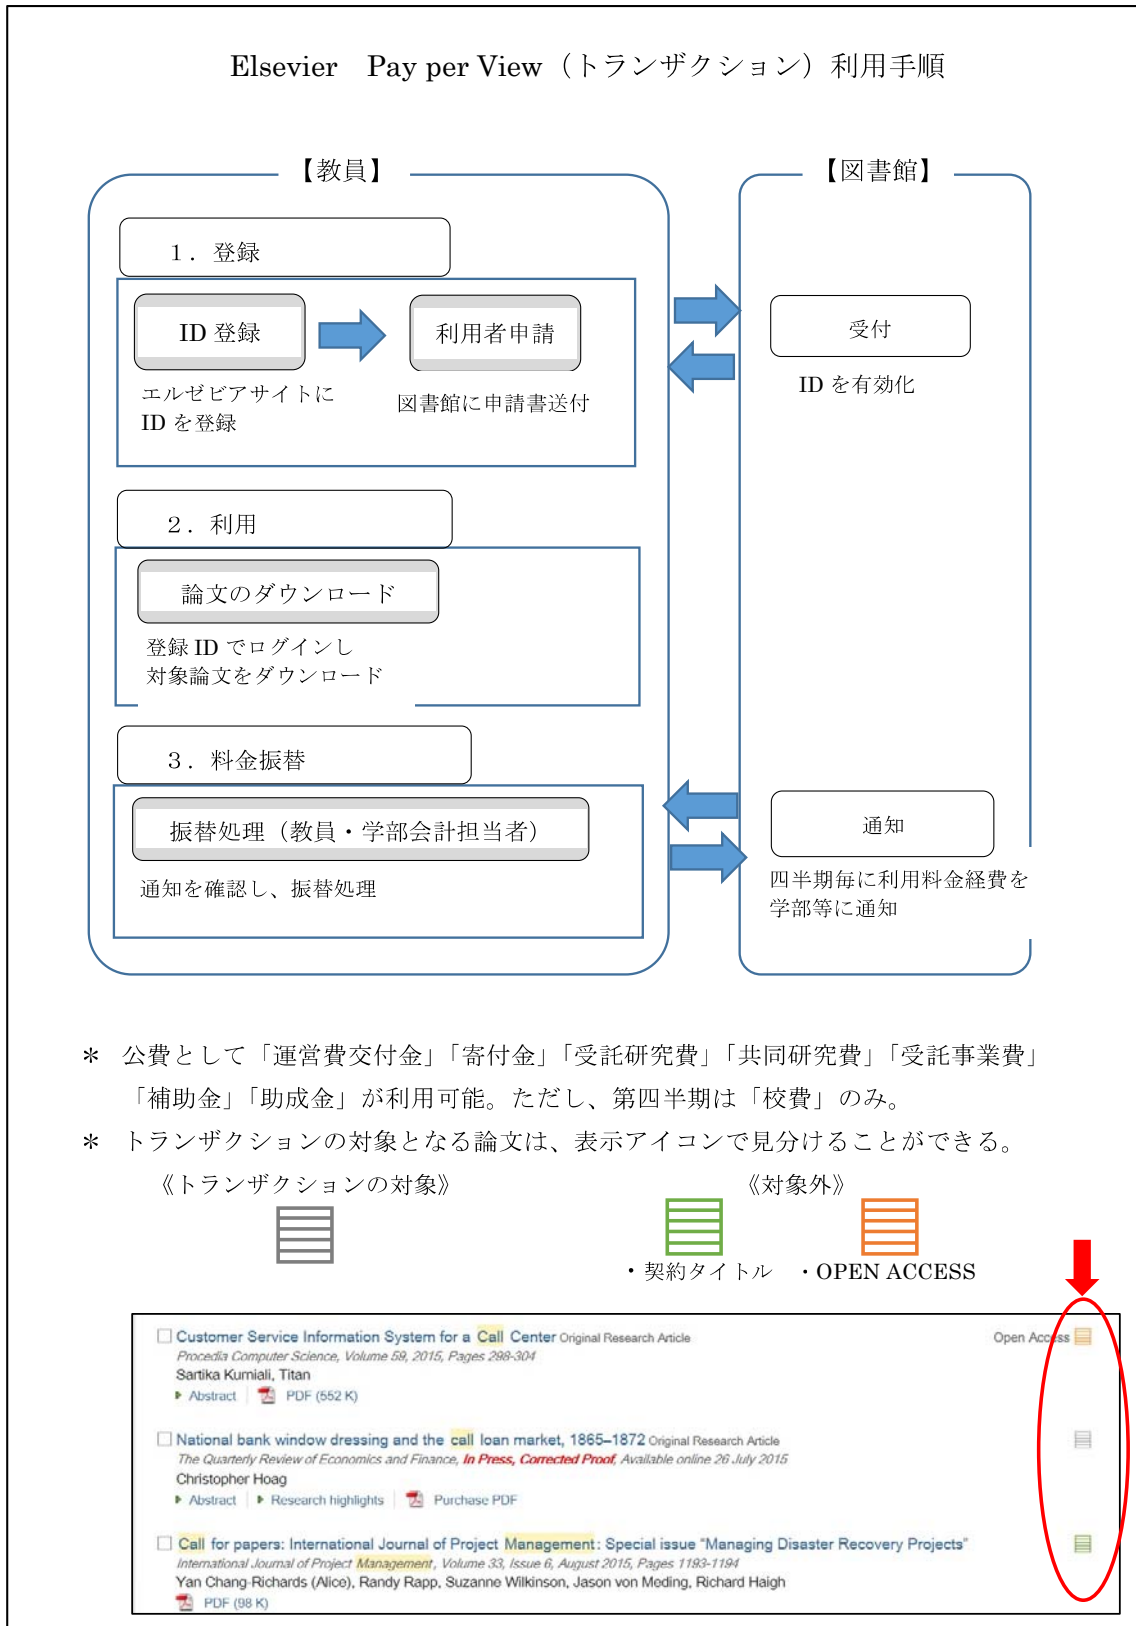 Elsevier　Pay per View（トランザクション）利用手順
【教員】
【図書館】
１．登録
ID 登録
利用者申請
エルゼビアサイトに
ID を登録
図書館に申請書送付
受付
ID を有効化
２．利用
論文のダウンロード
登録 ID でログインし
対象論文をダウンロード
３．料金振替
振替処理（教員・学部会計担当者）
通知を確認し、振替処理
通知
四半期毎に利用料金経費を
学部等に通知
＊　公費として「運営費交付金」「寄付金」「受託研究費」「共同研究費」「受託事業費」
「補助金」「助成金」が利用可能。ただし、第四半期は「校費」のみ。
＊　トランザクションの対象となる論文は、表示アイコンで見分けることができる。
《トランザクションの対象》
《対象外》
・契約タイトル　・OPEN ACCESS
Customer Service Information System for a Call Center Original Research Article
Open Access
Procedia Computer Science, Volume 59, 2015, Pages 298-304
Sartika Kurniali, Titan
Abstract PDF (552 K)
National bank window dressing and the call loan market, 1865–1872 Original Research Article
The Quarterly Review of Economics and Finance, In Press, Corrected Proof, Available online 26 July 2015
Christopher Hoag
Abstract Research highlights Purchase PDF
Call for papers: International Journal of Project Management: Special issue "Managing Disaster Recovery Projects"
International Journal of Project Management, Volume 33, Issue 6, August 2015, Pages 1193-1194
Yan Chang-Richards (Alice), Randy Rapp, Suzanne Wilkinson, Jason von Meding, Richard Haigh
PDF (98 K)